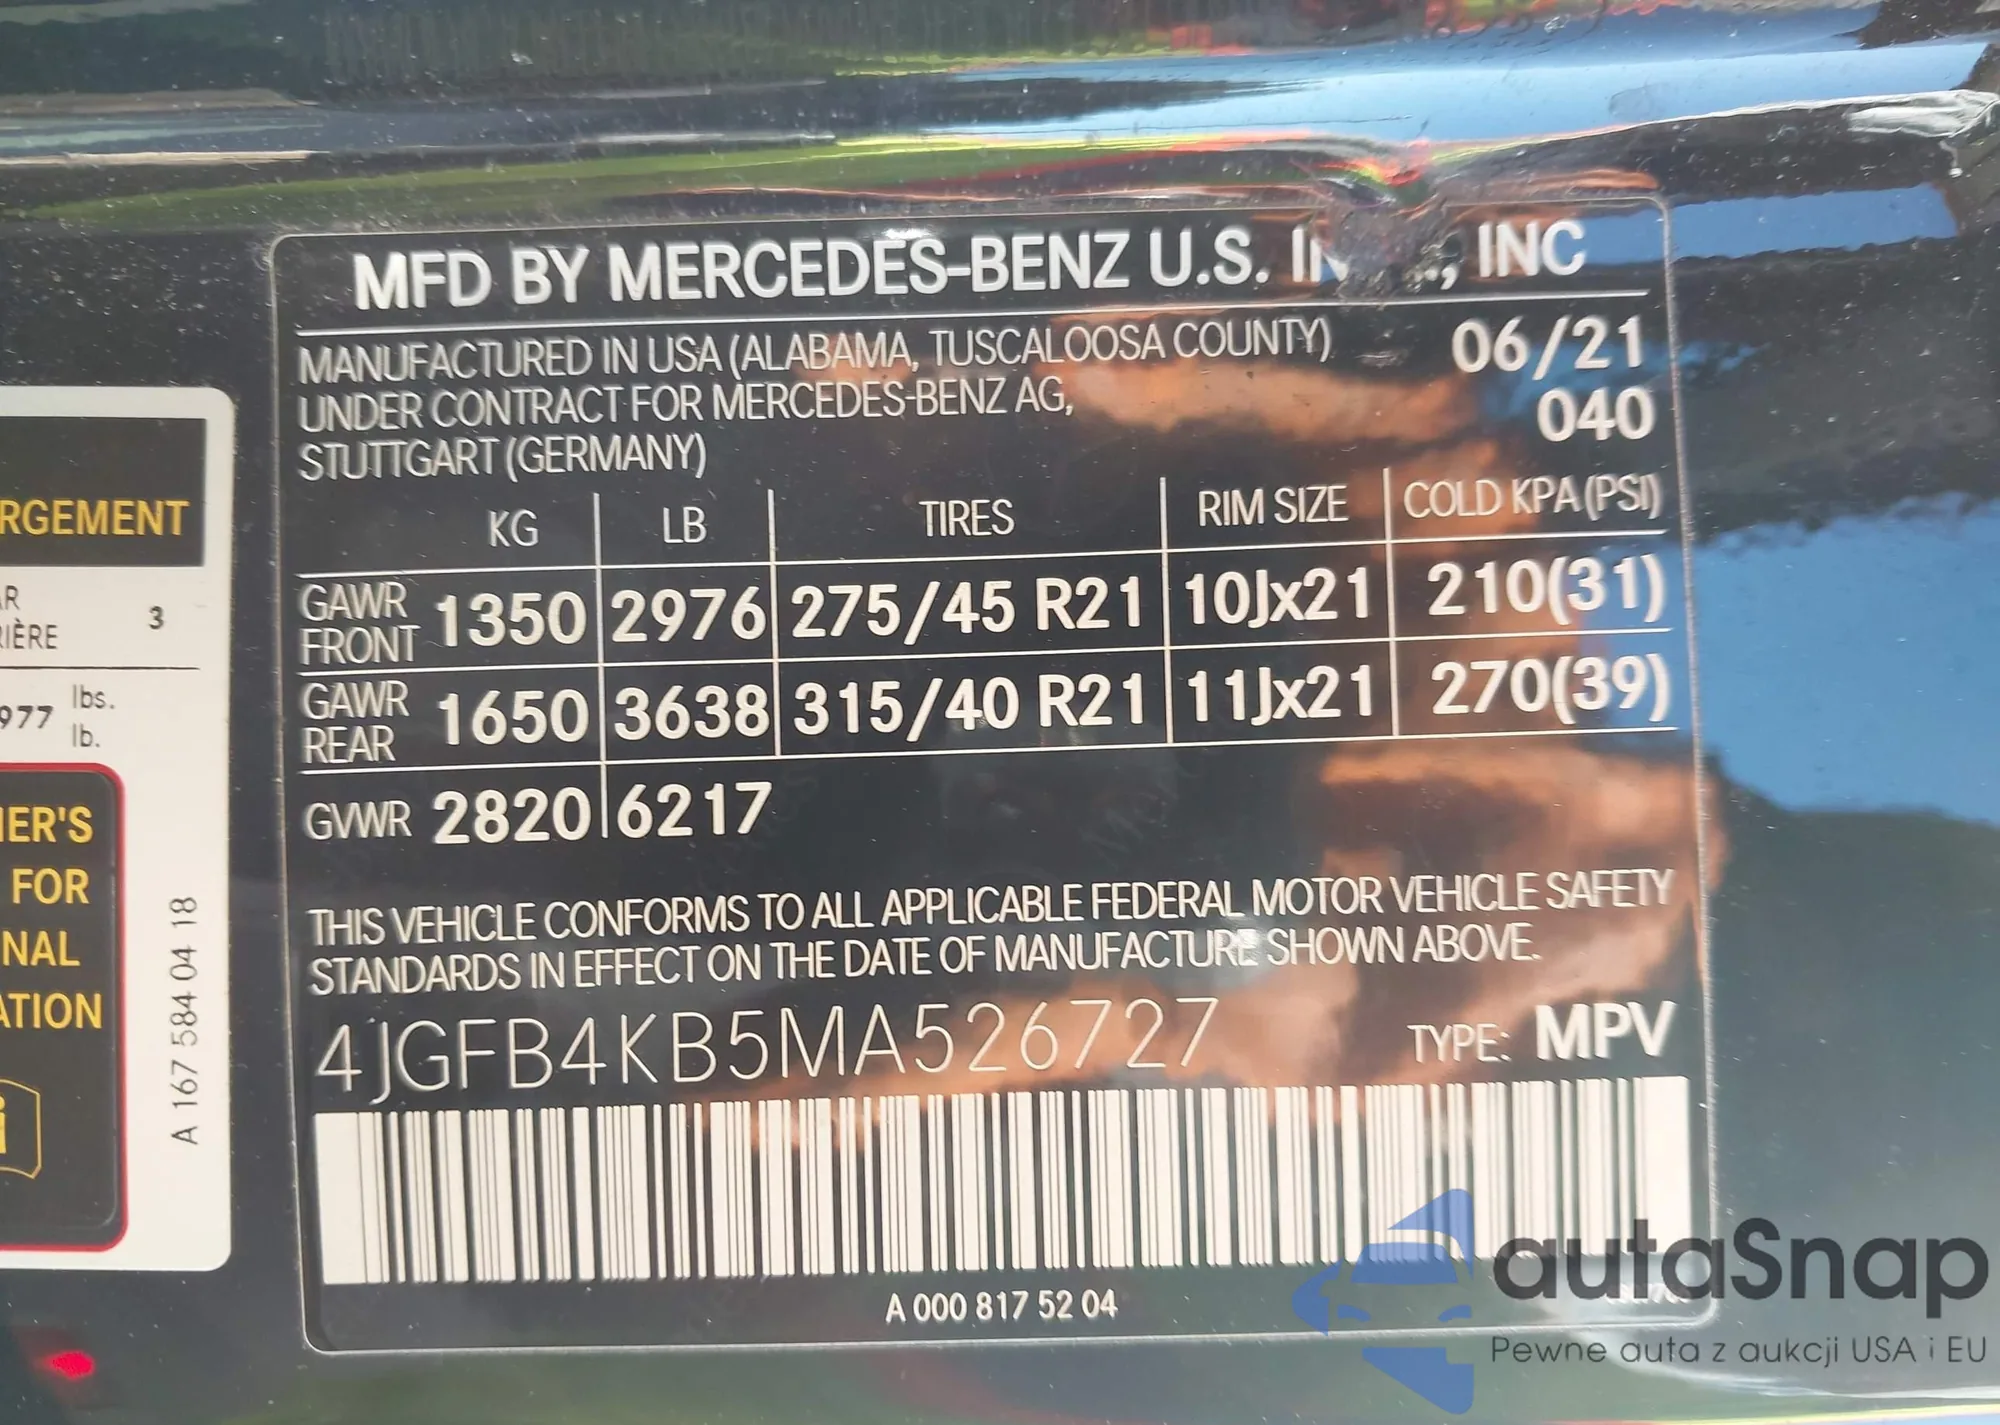 MFD BY MERCEDES-BENZ U.S. INC
MANUFACTURED IN USA (ALABAMA, TUSCALOOSA COUNTY) 06/21
UNDER CONTRACT FOR MERCEDES-BENZ AG, 040
STUTTGART (GERMANY)
KG LB TIRES RIM SIZE COLD KPA (PSI)
GAWR FRONT 1350 2976 275/45 R21 10Jx21 210(31)
GAWR REAR 1650 3638 315/40 R21 11Jx21 270(39)
GVWR 2820 6217
THIS VEHICLE CONFORMS TO ALL APPLICABLE FEDERAL MOTOR VEHICLE SAFETY
STANDARDS IN EFFECT ON THE DATE OF MANUFACTURE SHOWN ABOVE.
4JGFB4KB5MA526727 TYPE: MPV
A 000 817 52 04
3
977 lbs.
lb.
FOR
A 167 584 04 18
autaSnap
Pewne auta z aukcji USA i EU